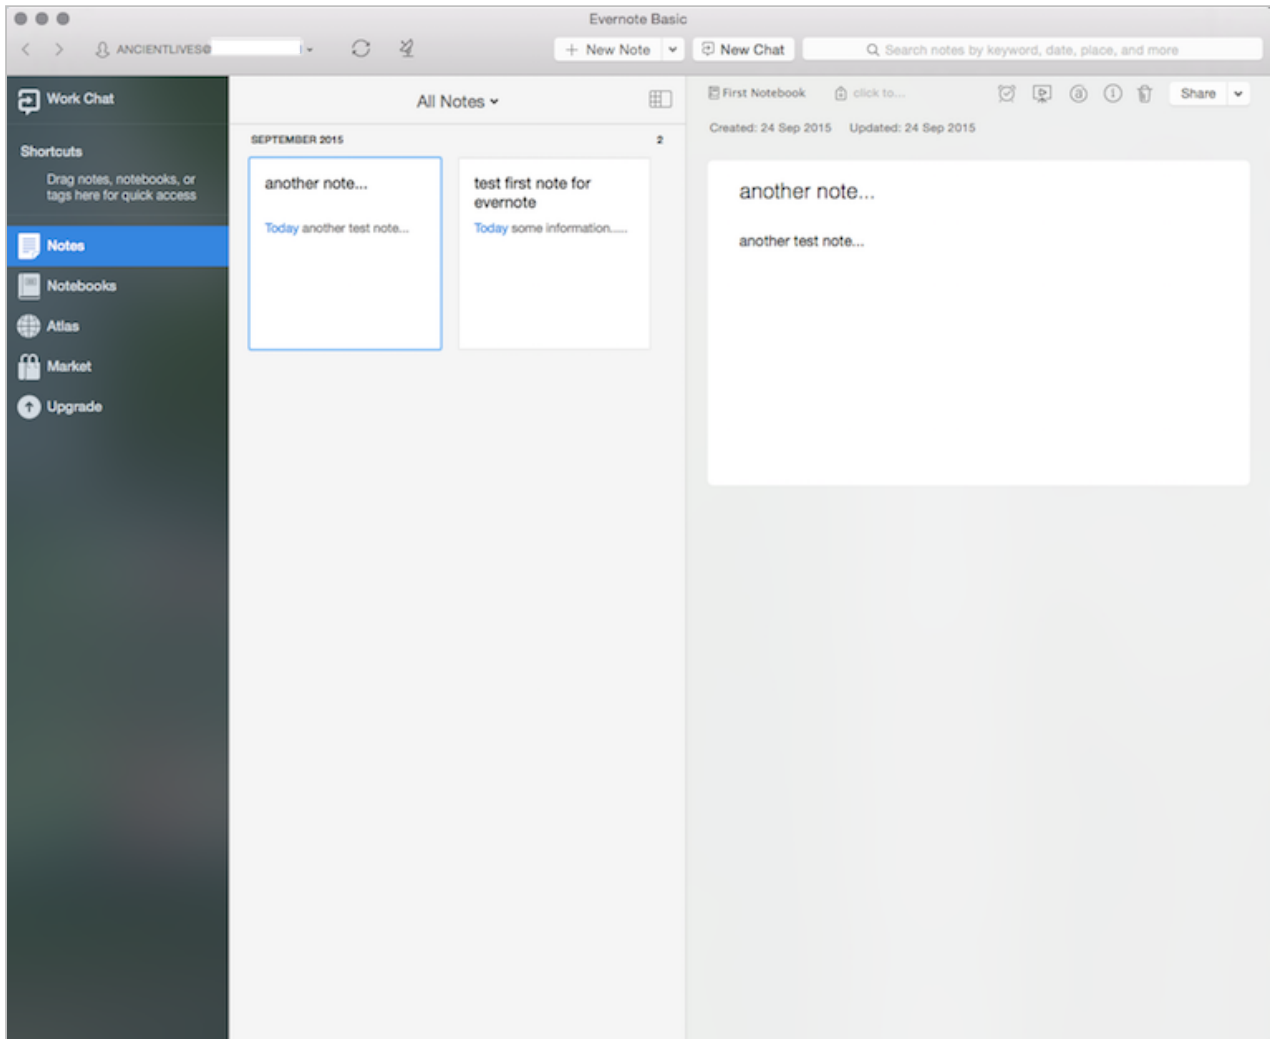 Evernote Basic
ANCIENTLIVES@
New Note
New Chat
Search notes by keyword, date, place, and more
Work Chat
Shortcuts
Drag notes, notebooks, or
tags here for quick access
Notes
Notebooks
Atlas
Market
Upgrade
All Notes
SEPTEMBER 2015 2
another note...
Today another test note...
test first note for
evernote
Today some information.....
First Notebook click to... Share
Created: 24 Sep 2015 Updated: 24 Sep 2015
another note...
another test note...